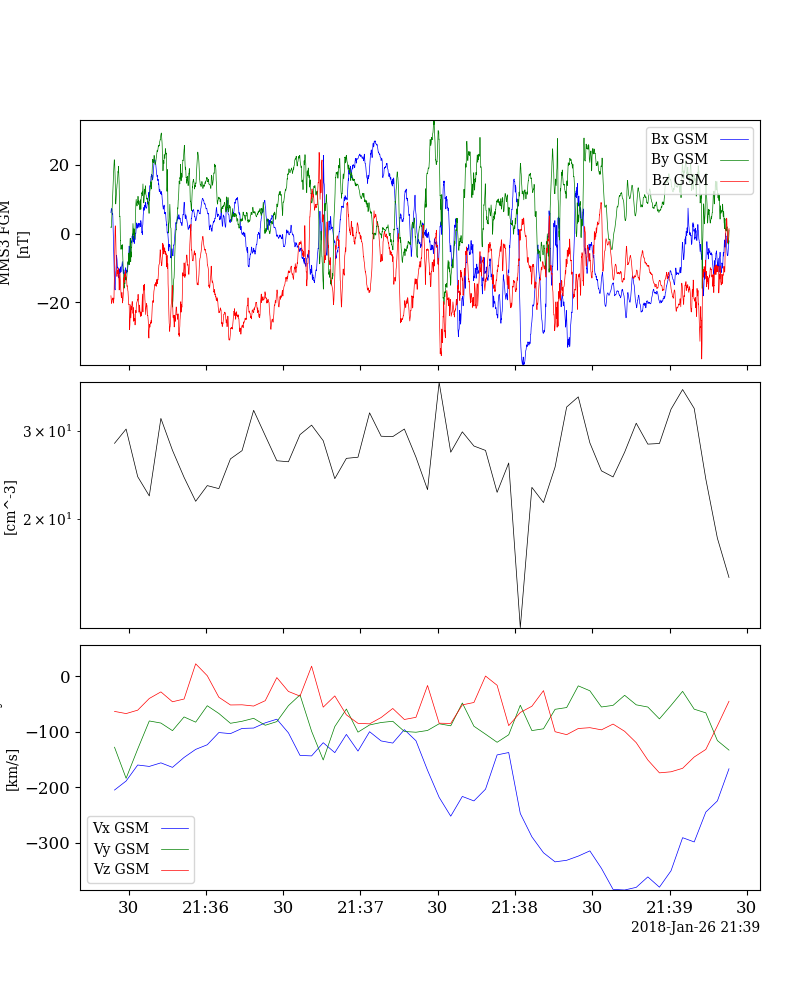 MMS3 FGM
[nT]
20
0
−20
Bx GSM
By GSM
Bz GSM
[cm^-3]
3×10¹
2×10¹
[km/s]
0
−100
−200
−300
Vx GSM
Vy GSM
Vz GSM
30 21:36 30 21:37 30 21:38 30 21:39 30
2018-Jan-26 21:39